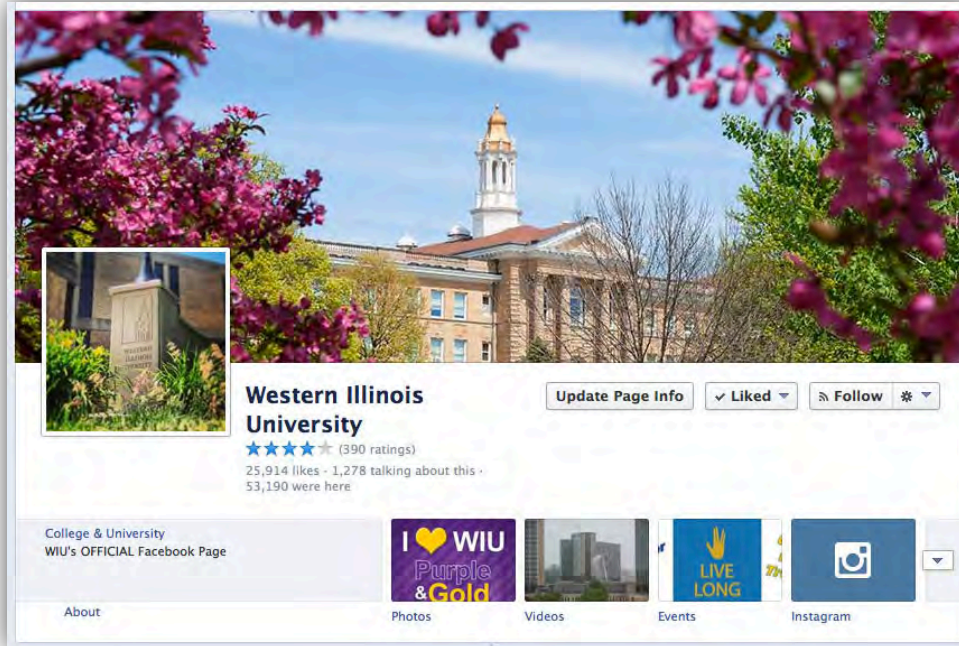 WESTERN
ILLINOIS
Western Illinois
University
(390 ratings)
25,914 likes · 1,278 talking about this ·
53,190 were here
Update Page Info
Liked
Follow
College & University
WIU's OFFICIAL Facebook Page
About
I WIU
Purple
&Gold
LIVE
LONG
Photos
Videos
Events
Instagram